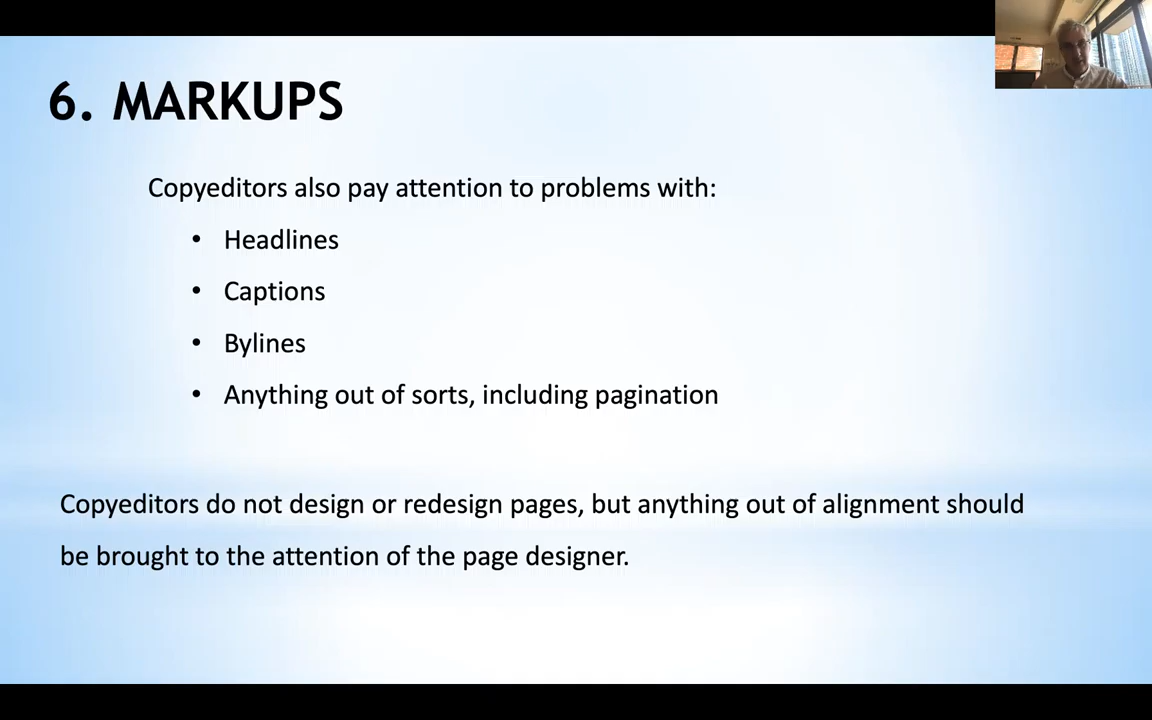 6. MARKUPS
Copyeditors also pay attention to problems with:
• Headlines
• Captions
• Bylines
• Anything out of sorts, including pagination
Copyeditors do not design or redesign pages, but anything out of alignment should
be brought to the attention of the page designer.